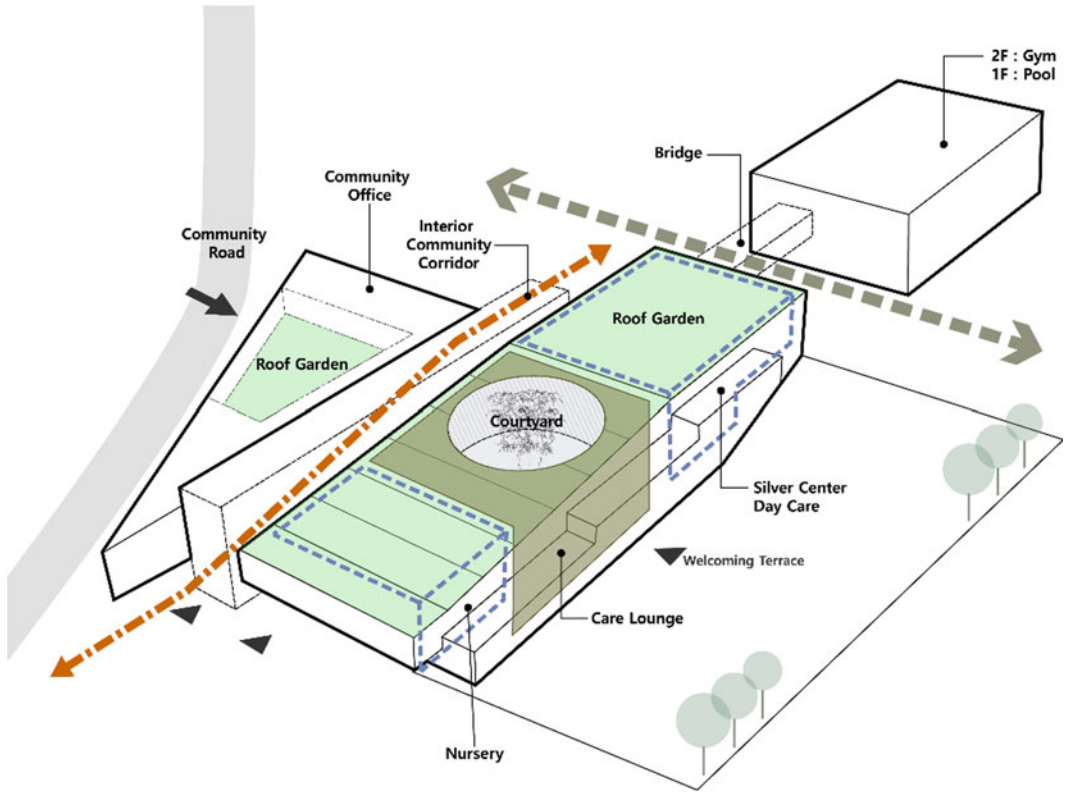 2F : Gym
1F : Pool
Bridge
Community
Office
Interior
Community
Corridor
Community
Road
Roof Garden
Roof Garden
Courtyard
Silver Center
Day Care
Welcoming Terrace
Care Lounge
Nursery